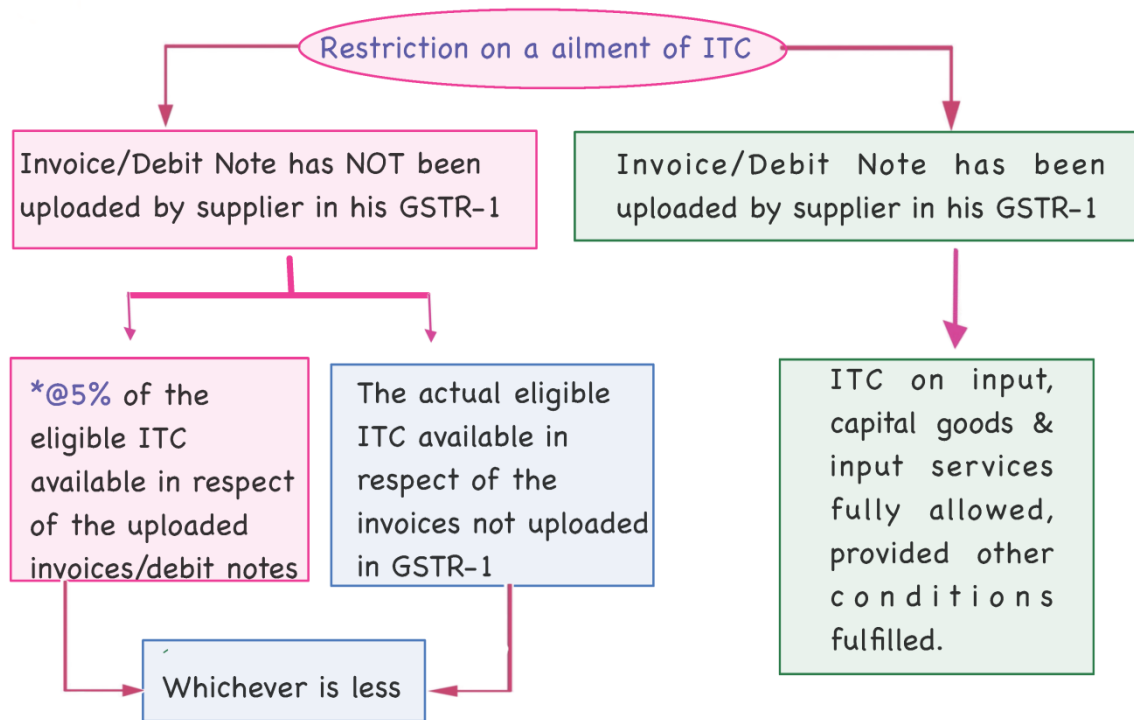 Restriction on a ailment of ITC
Invoice/Debit Note has NOT been
uploaded by supplier in his GSTR-1
Invoice/Debit Note has been
uploaded by supplier in his GSTR-1
*@5% of the
eligible ITC
available in respect
of the uploaded
invoices/debit notes
The actual eligible
ITC available in
respect of the
invoices not uploaded
in GSTR-1
ITC on input,
capital goods &
input services
fully allowed,
provided other
conditions
fulfilled.
Whichever is less